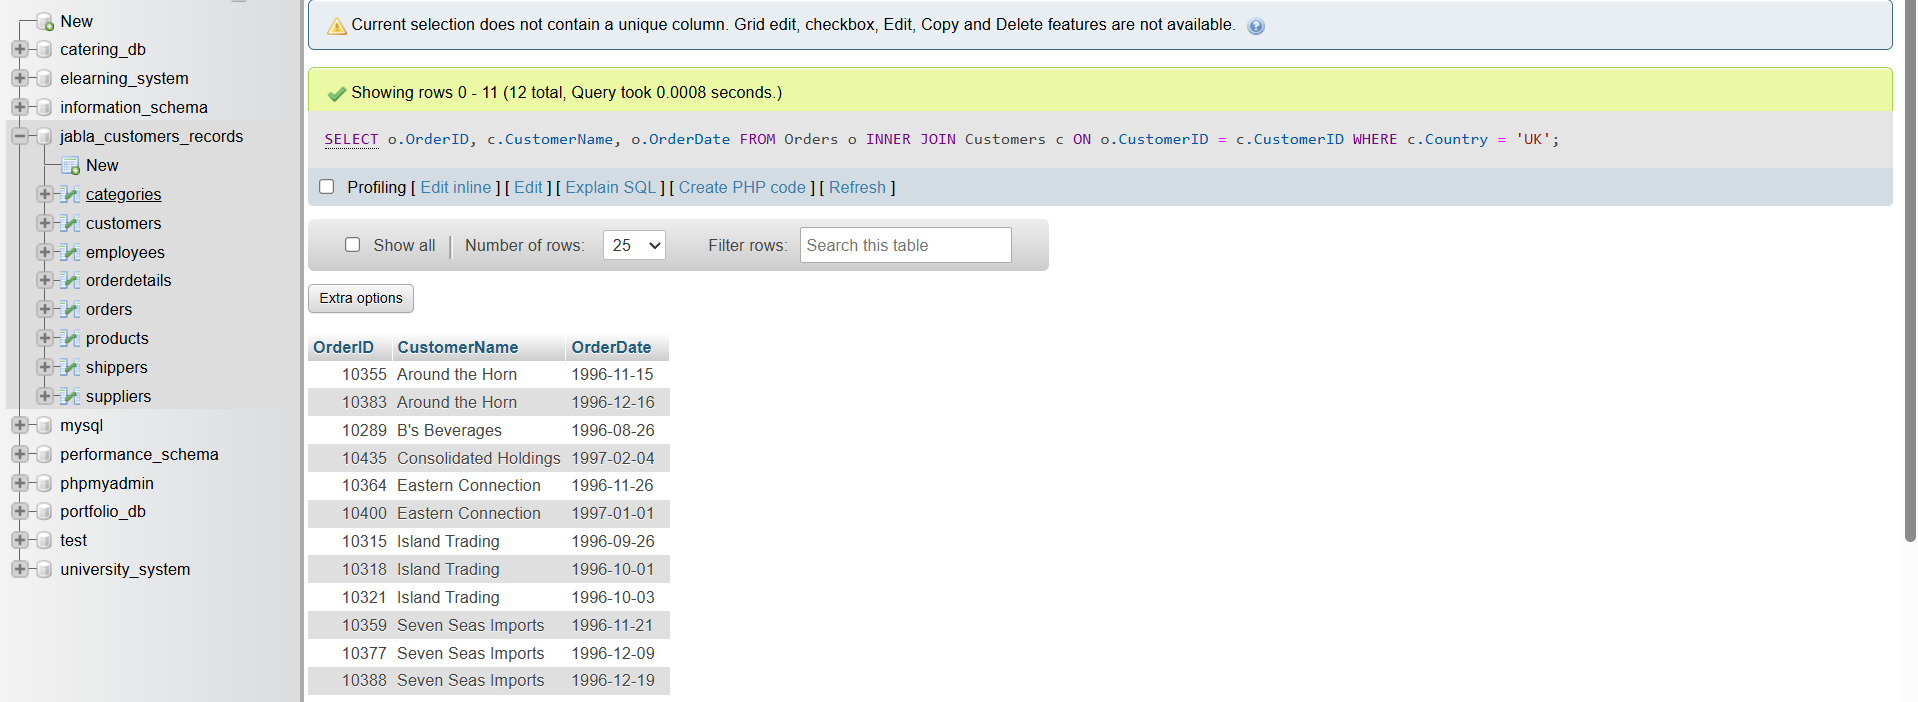 New
catering_db
elearning_system
information_schema
jabla_customers_records
New
categories
customers
employees
orderdetails
orders
products
shippers
suppliers
mysql
performance_schema
phpmyadmin
portfolio_db
test
university_system
Current selection does not contain a unique column. Grid edit, checkbox, Edit, Copy and Delete features are not available.
Showing rows 0 - 11 (12 total, Query took 0.0008 seconds.)
SELECT o.OrderID, c.CustomerName, o.OrderDate FROM Orders o INNER JOIN Customers c ON o.CustomerID = c.CustomerID WHERE c.Country = 'UK';
Profiling [ Edit inline ] [ Edit ] [ Explain SQL ] [ Create PHP code ] [ Refresh ]
Show all Number of rows: 25 Filter rows: Search this table
Extra options
OrderID CustomerName OrderDate
10355 Around the Horn 1996-11-15
10383 Around the Horn 1996-12-16
10289 B's Beverages 1996-08-26
10435 Consolidated Holdings 1997-02-04
10364 Eastern Connection 1996-11-26
10400 Eastern Connection 1997-01-01
10315 Island Trading 1996-09-26
10318 Island Trading 1996-10-01
10321 Island Trading 1996-10-03
10359 Seven Seas Imports 1996-11-21
10377 Seven Seas Imports 1996-12-09
10388 Seven Seas Imports 1996-12-19